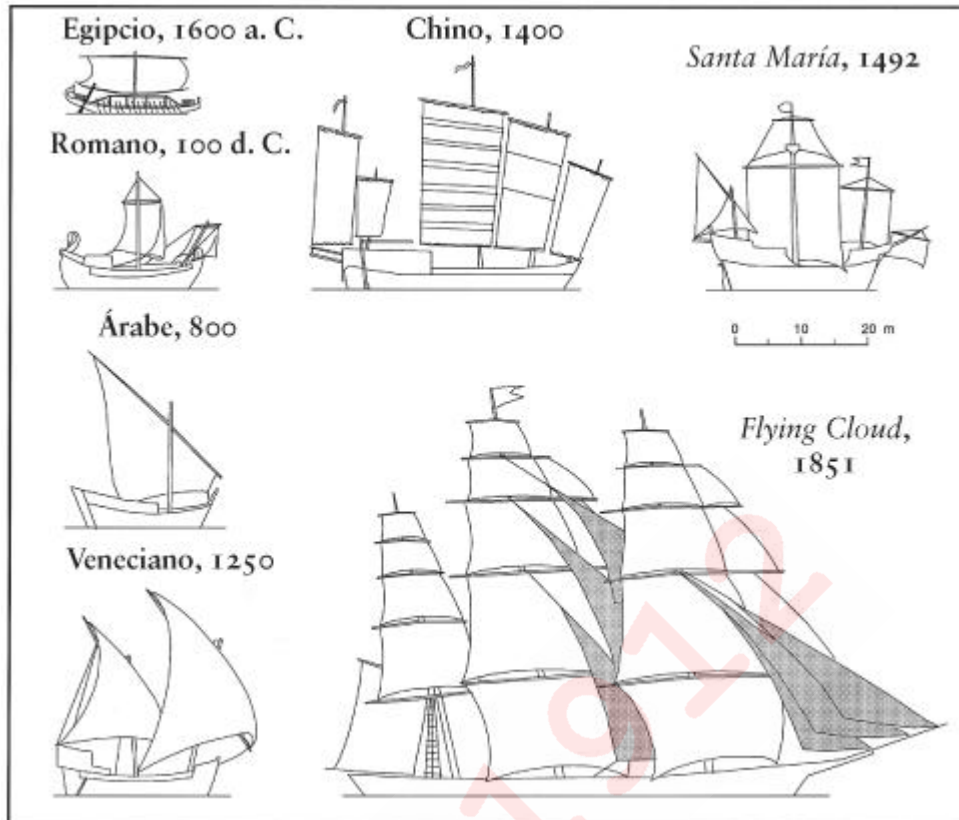 Egipcio, 1600 a. C.
Chino, 1400
Santa María, 1492
Romano, 100 d. C.
0 10 20 m
Árabe, 800
Flying Cloud,
1851
Veneciano, 1250
1912